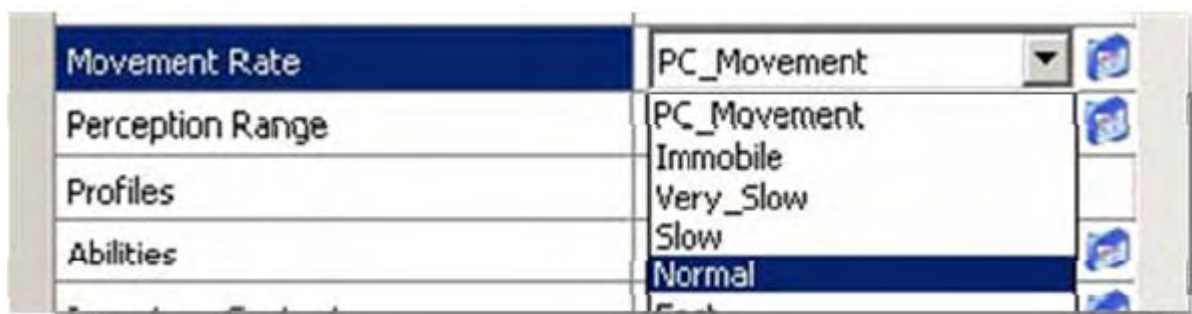 Movement Rate PC_Movement
Perception Range PC_Movement
Immobile
Profiles Very_Slow
Slow
Abilities
Normal